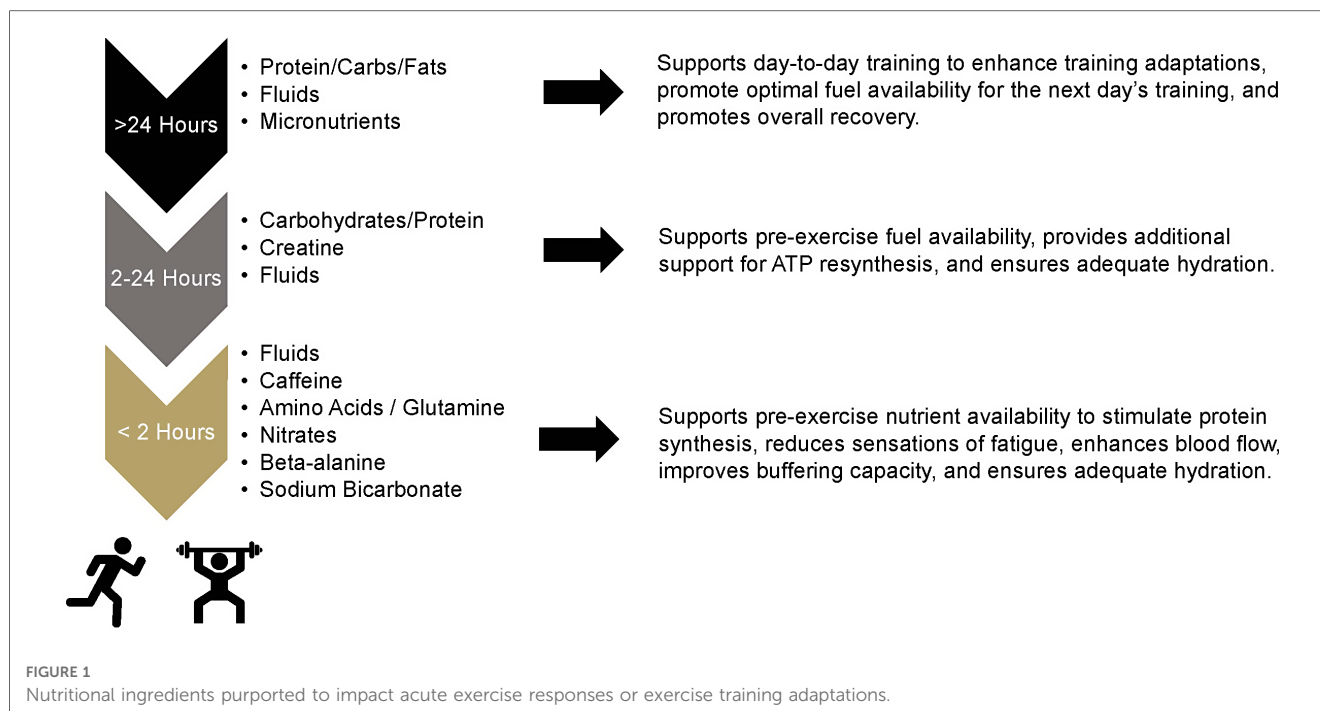 >24 Hours
• Protein/Carbs/Fats
• Fluids
• Micronutrients
Supports day-to-day training to enhance training adaptations,
promote optimal fuel availability for the next day’s training, and
promotes overall recovery.
2-24 Hours
• Carbohydrates/Protein
• Creatine
• Fluids
Supports pre-exercise fuel availability, provides additional
support for ATP resynthesis, and ensures adequate hydration.
< 2 Hours
• Fluids
• Caffeine
• Amino Acids / Glutamine
• Nitrates
• Beta-alanine
• Sodium Bicarbonate
Supports pre-exercise nutrient availability to stimulate protein
synthesis, reduces sensations of fatigue, enhances blood flow,
improves buffering capacity, and ensures adequate hydration.
FIGURE 1
Nutritional ingredients purported to impact acute exercise responses or exercise training adaptations.